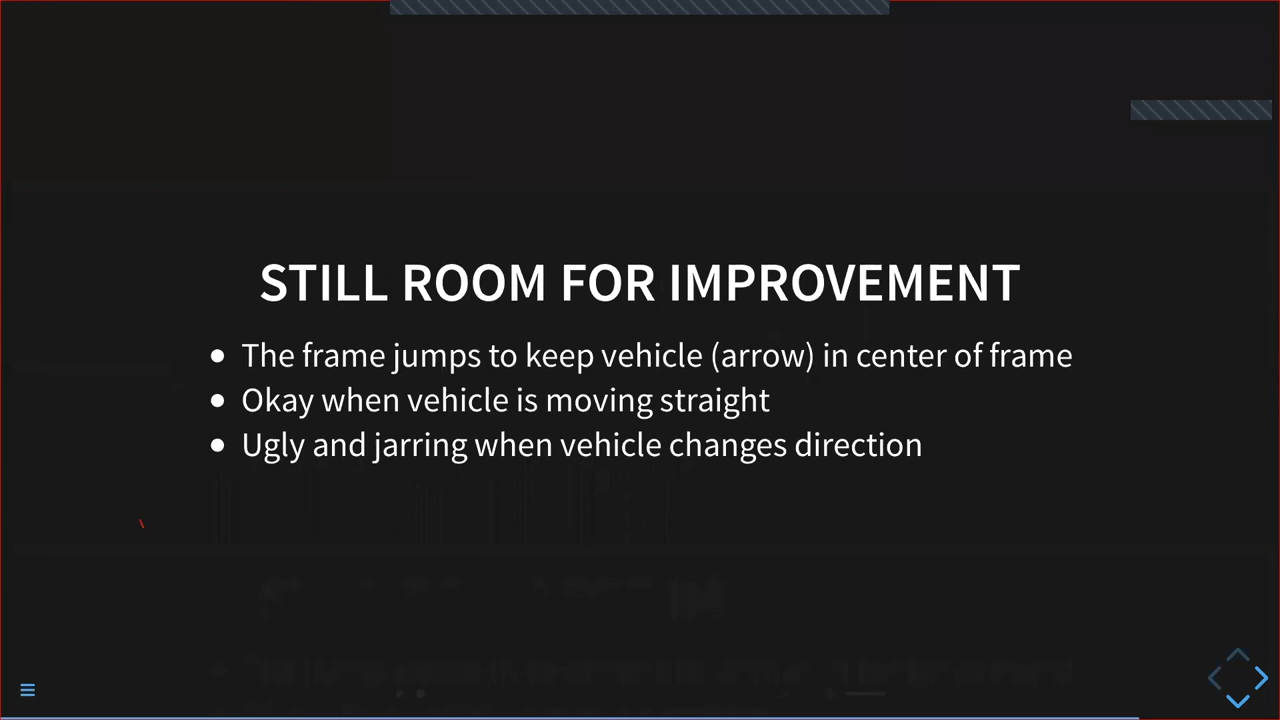 STILL ROOM FOR IMPROVEMENT
The frame jumps to keep vehicle (arrow) in center of frame
Okay when vehicle is moving straight
Ugly and jarring when vehicle changes direction